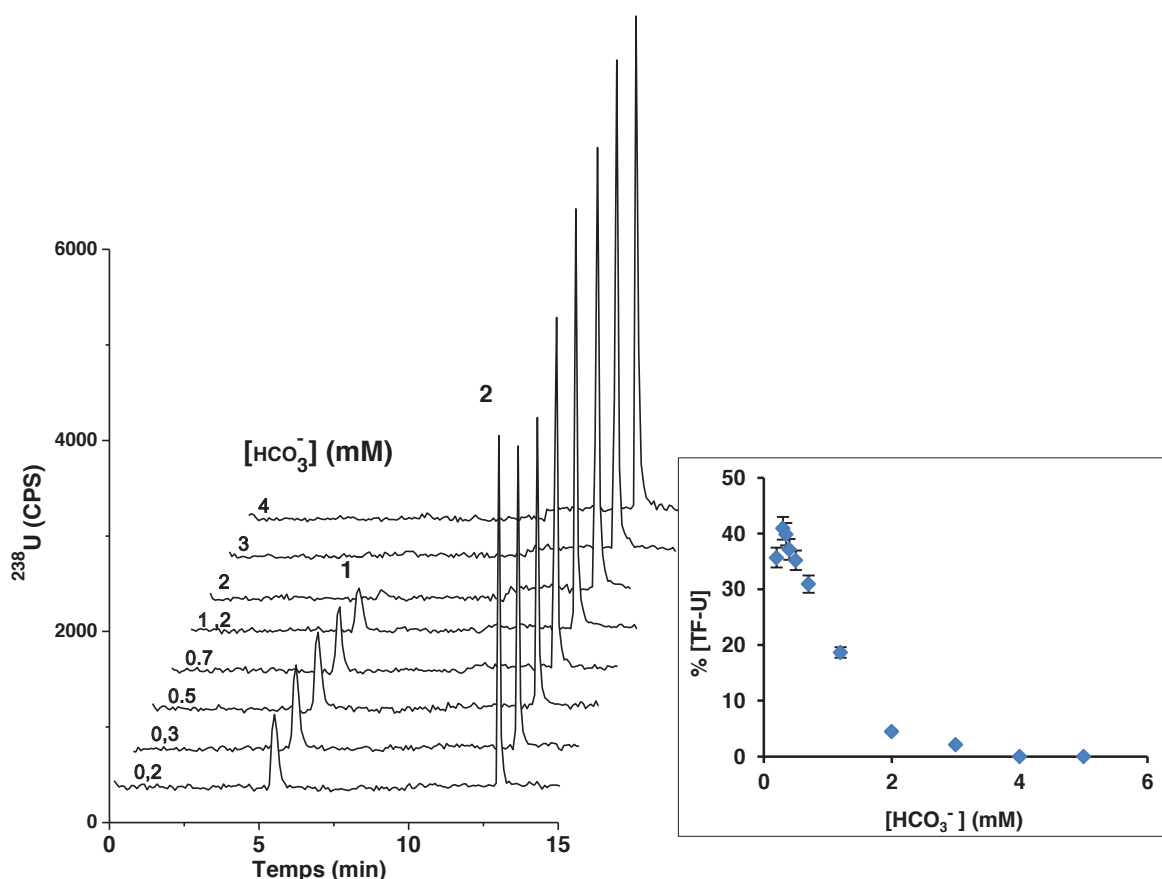 6000
4000
2000
0
²³⁸U (CPS)
[HCO₃⁻] (mM)
4
3
2
1,2
0.7
0.5
0,3
0,2
1
2
0 5 10 15
Temps (min)
50
40
30
20
10
0
% [TF-U]
0 2 4 6
[HCO₃⁻] (mM)